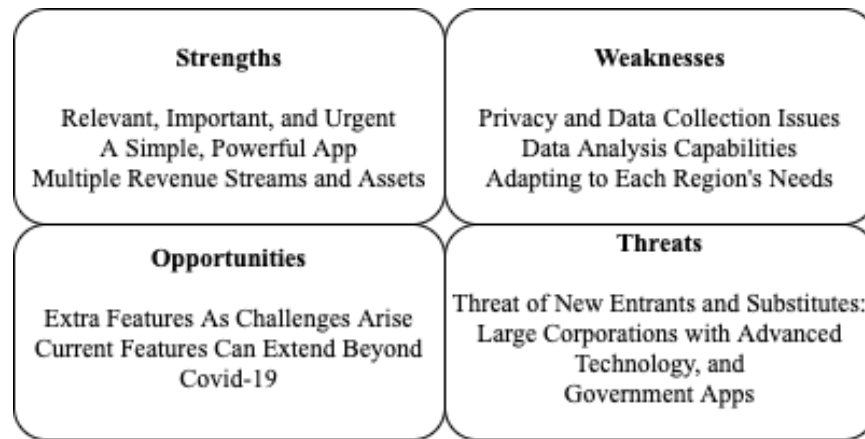 Strengths
Relevant, Important, and Urgent
A Simple, Powerful App
Multiple Revenue Streams and Assets
Weaknesses
Privacy and Data Collection Issues
Data Analysis Capabilities
Adapting to Each Region's Needs
Opportunities
Extra Features As Challenges Arise
Current Features Can Extend Beyond
Covid-19
Threats
Threat of New Entrants and Substitutes:
Large Corporations with Advanced
Technology, and
Government Apps